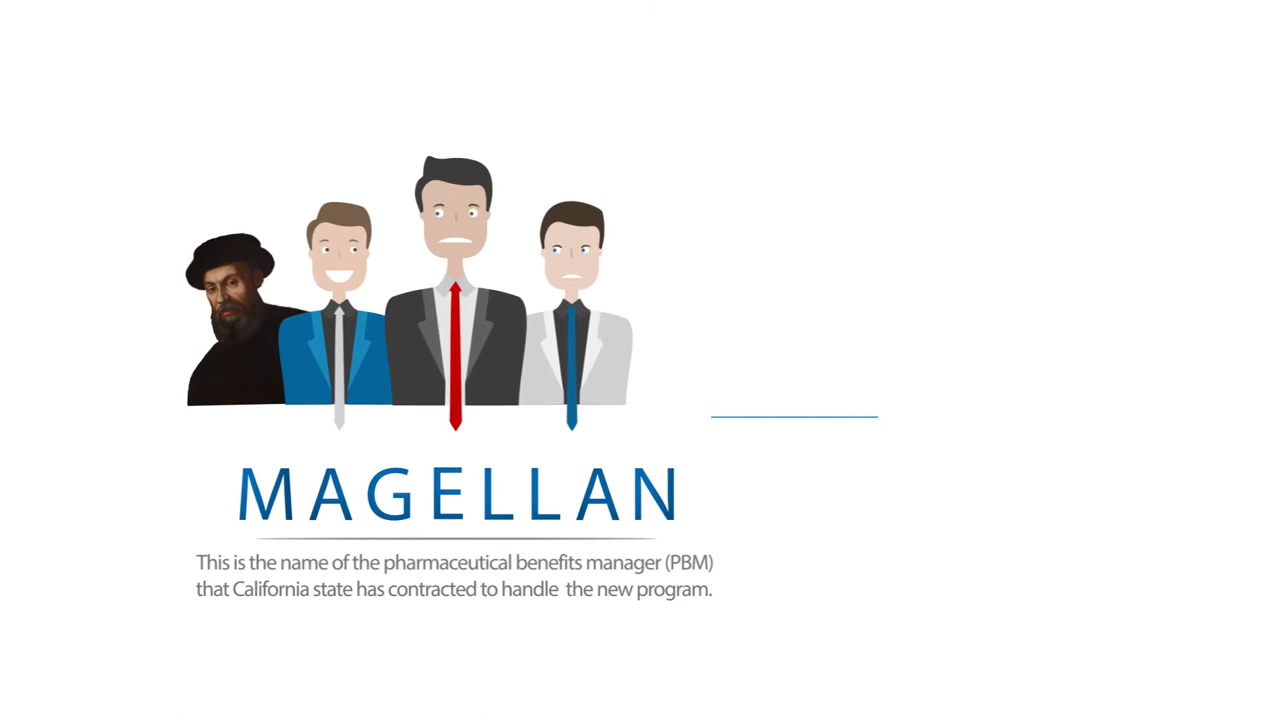 MAGELLAN
This is the name of the pharmaceutical benefits manager (PBM)
that California state has contracted to handle the new program.